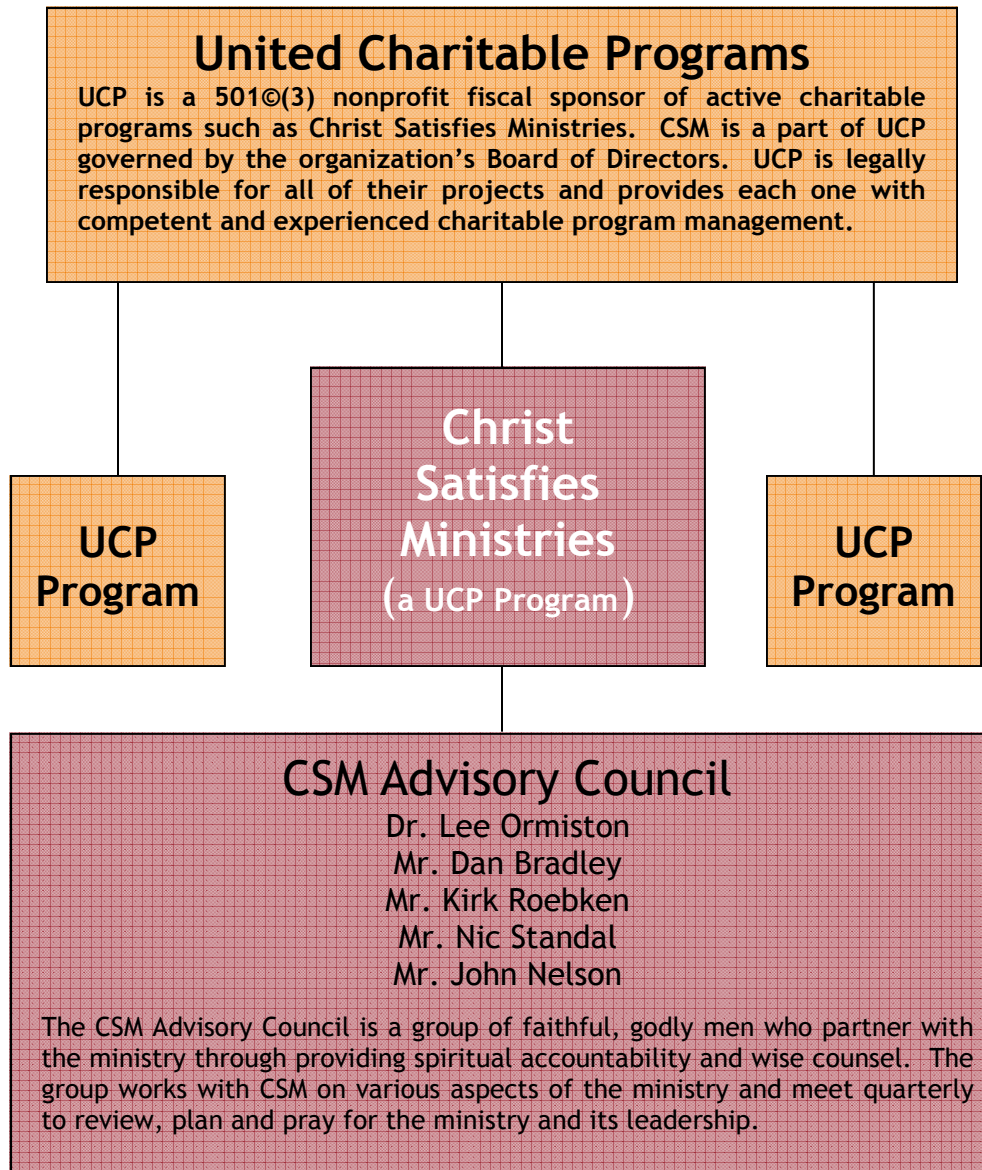 United Charitable Programs
UCP is a 501©(3) nonprofit fiscal sponsor of active charitable
programs such as Christ Satisfies Ministries. CSM is a part of UCP
governed by the organization’s Board of Directors. UCP is legally
responsible for all of their projects and provides each one with
competent and experienced charitable program management.
Christ
Satisfies
Ministries
(a UCP Program)
UCP
Program
UCP
Program
CSM Advisory Council
Dr. Lee Ormiston
Mr. Dan Bradley
Mr. Kirk Roebken
Mr. Nic Standal
Mr. John Nelson
The CSM Advisory Council is a group of faithful, godly men who partner with
the ministry through providing spiritual accountability and wise counsel. The
group works with CSM on various aspects of the ministry and meet quarterly
to review, plan and pray for the ministry and its leadership.